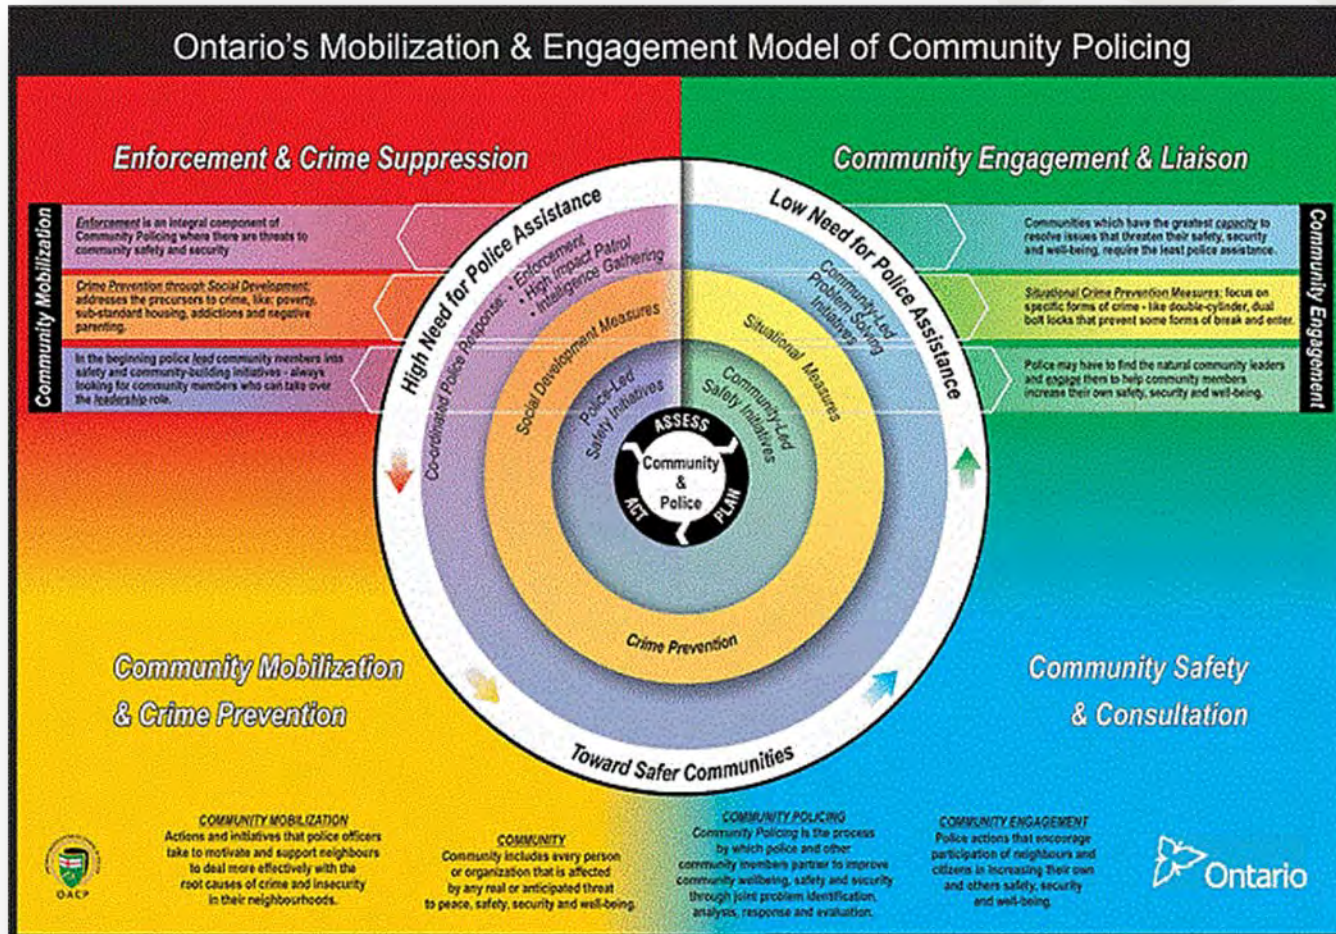 Ontario's Mobilization & Engagement Model of Community Policing
Enforcement & Crime Suppression
Community Engagement & Liaison
Community Mobilization
Enforcement is an integral component of
Community Policing where there are threats to
community safety and security
Crime Prevention through Social Development:
addresses the precursors to crime, like: poverty,
sub-standard housing, addictions and negative
parenting.
In the beginning police lead community members into
safety and community-building initiatives - always
looking for community members who can take over
the leadership role.
High Need for Police Assistance
Co-ordinated Police Response:
• Enforcement
• High Impact Patrol
• Intelligence Gathering
Social Development Measures
Police-Led
Safety Initiatives
Low Need for Police Assistance
Community-Led
Problem Solving
Initiatives
Situational Measures
Community-Led
Safety Initiatives
ASSESS
PLAN
ACT
Community
&
Police
Crime Prevention
Toward Safer Communities
Communities which have the greatest capacity to
resolve issues that threaten their safety, security
and well-being, require the least police assistance.
Situational Crime Prevention Measures: focus on
specific forms of crime - like double-cylinder, dual
bolt locks that prevent some forms of break and enter.
Police may have to find the natural community leaders
and engage them to help community members
increase their own safety, security and well-being.
Community Engagement
Community Mobilization
& Crime Prevention
Community Safety
& Consultation
OACP
COMMUNITY MOBILIZATION
Actions and initiatives that police officers
take to motivate and support neighbours
to deal more effectively with the
root causes of crime and insecurity
in their neighbourhoods.
COMMUNITY
Community includes every person
or organization that is affected
by any real or anticipated threat
to peace, safety, security and well-being.
COMMUNITY POLICING
Community Policing is the process
by which police and other
community members partner to improve
community wellbeing, safety and security
through joint problem identification,
analysis, response and evaluation.
COMMUNITY ENGAGEMENT
Police actions that encourage
participation of neighbours and
citizens in increasing their own
and others safety, security
and well-being.
Ontario